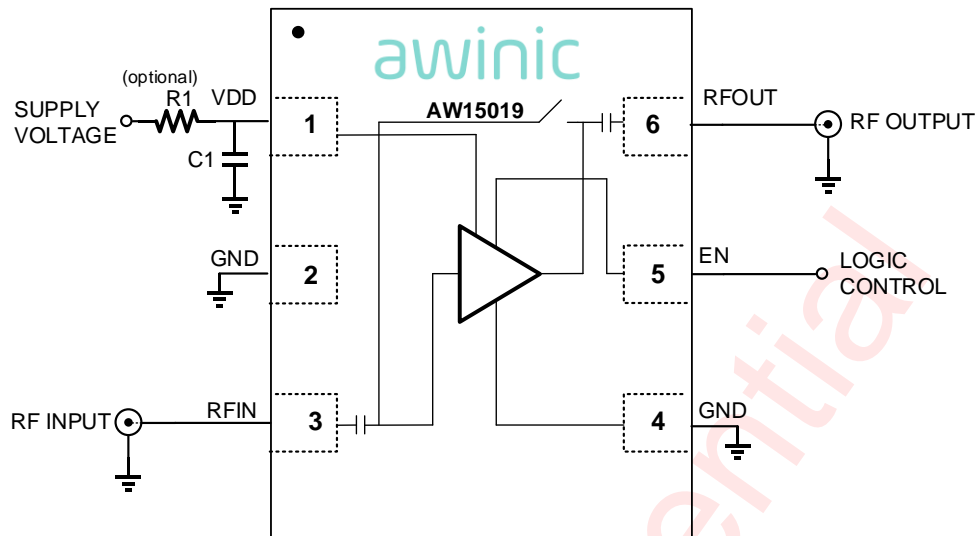 awinic
(optional)
R1
VDD
SUPPLY
VOLTAGE
C1
1
AW15019
6
RFOUT
RF OUTPUT
GND
2
5
EN
LOGIC
CONTROL
RF INPUT
RFIN
3
4
GND
ential